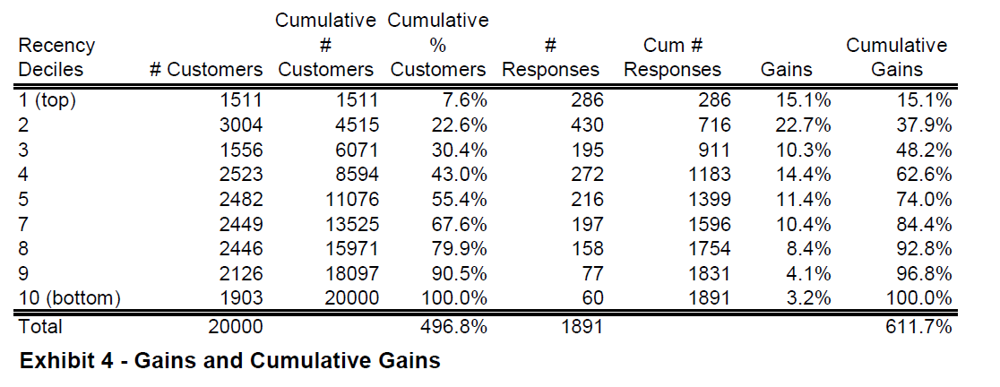 Cumulative Cumulative
Recency # % # Cum # Cumulative
Deciles # Customers Customers Customers Responses Responses Gains Gains
1 (top) 1511 1511 7.6% 286 286 15.1% 15.1%
2 3004 4515 22.6% 430 716 22.7% 37.9%
3 1556 6071 30.4% 195 911 10.3% 48.2%
4 2523 8594 43.0% 272 1183 14.4% 62.6%
5 2482 11076 55.4% 216 1399 11.4% 74.0%
7 2449 13525 67.6% 197 1596 10.4% 84.4%
8 2446 15971 79.9% 158 1754 8.4% 92.8%
9 2126 18097 90.5% 77 1831 4.1% 96.8%
10 (bottom) 1903 20000 100.0% 60 1891 3.2% 100.0%
Total 20000 496.8% 1891 611.7%
Exhibit 4 - Gains and Cumulative Gains